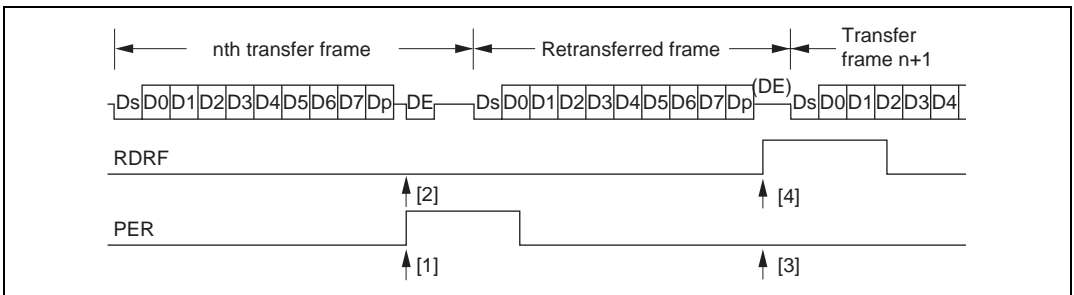 nth transfer frame Retransferred frame Transfer
frame n+1
(DE)
Ds D0 D1 D2 D3 D4 D5 D6 D7 Dp DE Ds D0 D1 D2 D3 D4 D5 D6 D7 Dp Ds D0 D1 D2 D3 D4
RDRF
[2] [4]
PER
[1] [3]